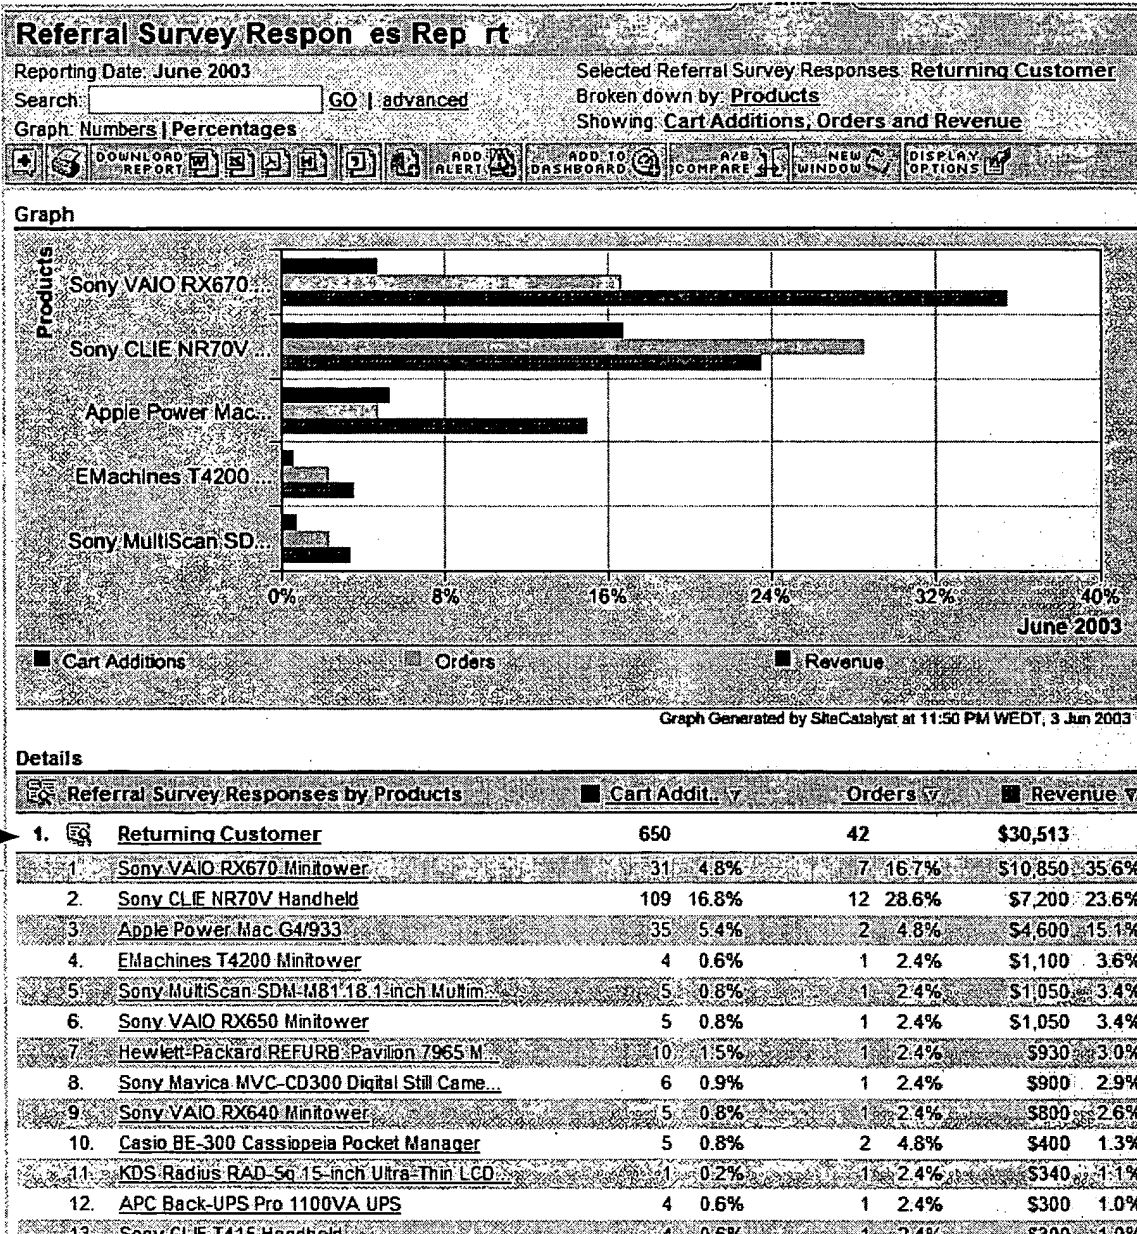 Referral Survey Respon es Rep rt
Reporting Date: June 2003
Selected Referral Survey Responses: Returning Customer
Search: GO | advanced
Broken down by: Products
Graph: Numbers | Percentages
Showing: Cart Additions, Orders and Revenue
DOWNLOAD REPORT
ADD ALERT
ADD TO DASHBOARD
A/B COMPARE
NEW WINDOW
DISPLAY OPTIONS
Graph
Products
Sony VAIO RX670...
Sony CLIE NR70V ...
Apple Power Mac...
EMachines T4200 ...
Sony MultiScan SD...
0% 8% 16% 24% 32% 40%
June 2003
Cart Additions Orders Revenue
Graph Generated by SiteCatalyst at 11:50 PM WEDT, 3 Jun 2003
Details
Referral Survey Responses by Products Cart Addit.. Orders Revenue
1. Returning Customer 650 42 $30,513
1. Sony VAIO RX670 Minitower 31 4.8% 7 16.7% $10,850 35.6%
2. Sony CLIE NR70V Handheld 109 16.8% 12 28.6% $7,200 23.6%
3. Apple Power Mac G4/933 35 5.4% 2 4.8% $4,600 15.1%
4. EMachines T4200 Minitower 4 0.6% 1 2.4% $1,100 3.6%
5. Sony MultiScan SDM-M81 18.1-inch Multim... 5 0.8% 1 2.4% $1,050 3.4%
6. Sony VAIO RX650 Minitower 5 0.8% 1 2.4% $1,050 3.4%
7. Hewlett-Packard REFURB. Pavilion 7965 M... 10 1.5% 1 2.4% $930 3.0%
8. Sony Mavica MVC-CD300 Digital Still Came... 6 0.9% 1 2.4% $900 2.9%
9. Sony VAIO RX640 Minitower 5 0.8% 1 2.4% $800 2.6%
10. Casio BE-300 Cassiopeia Pocket Manager 5 0.8% 2 4.8% $400 1.3%
11. KDS Radius RAD-5q 15-inch Ultra-Thin LCD... 1 0.2% 1 2.4% $340 1.1%
12. APC Back-UPS Pro 1100VA UPS 4 0.6% 1 2.4% $300 1.0%
13. Sony CLIE T415 Handheld 4 0.6% 1 2.4% $300 1.0%